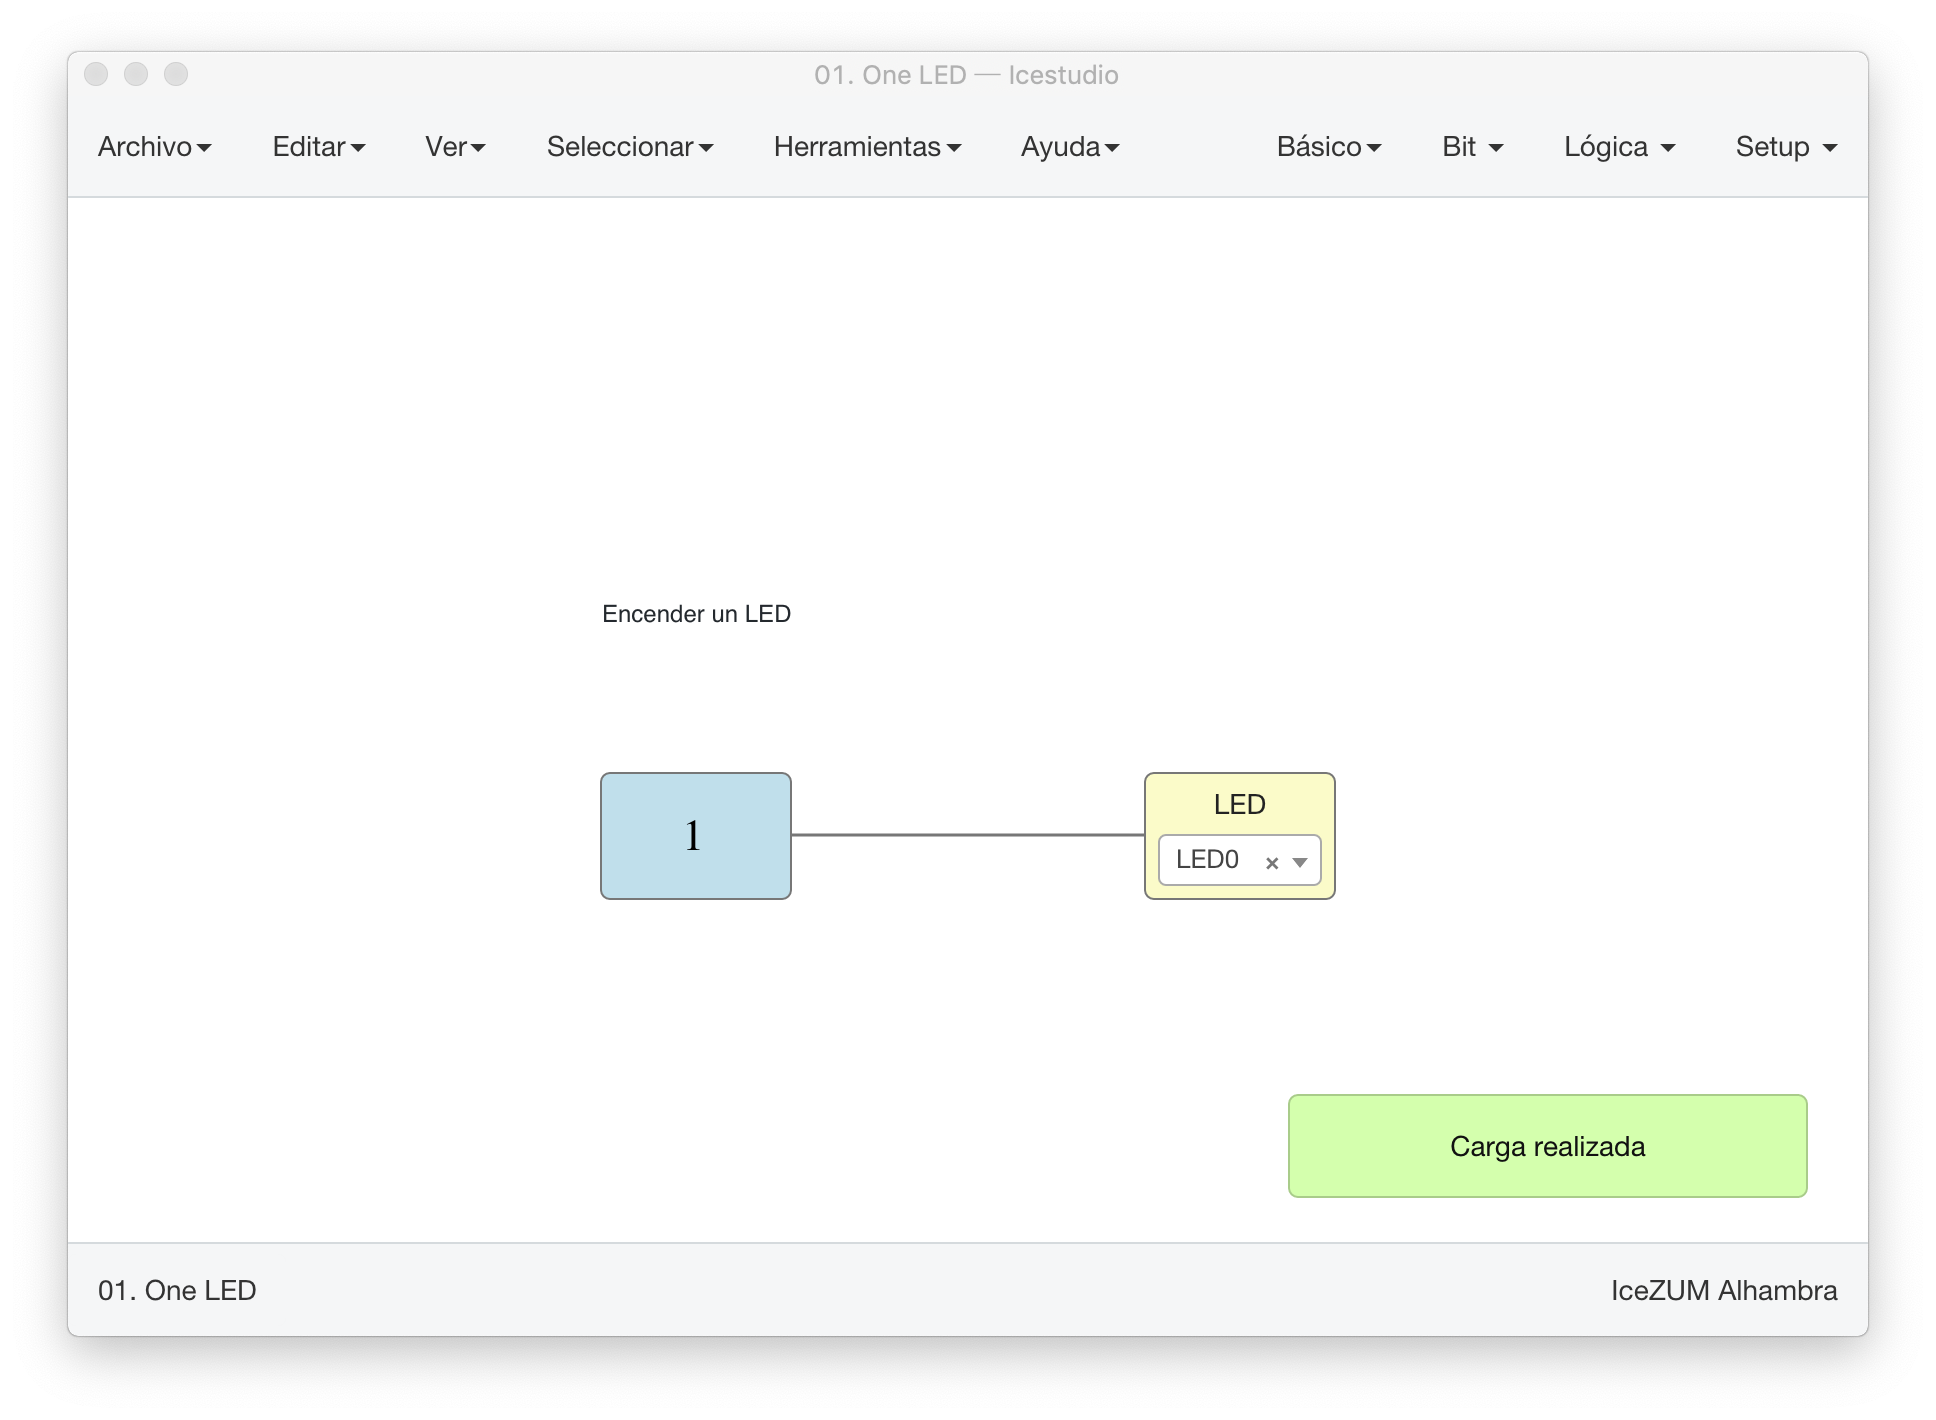 01. One LED — Icestudio
Archivo Editar Ver Seleccionar Herramientas Ayuda Básico Bit Lógica Setup
Encender un LED
1
LED
LED0
Carga realizada
01. One LED
IceZUM Alhambra